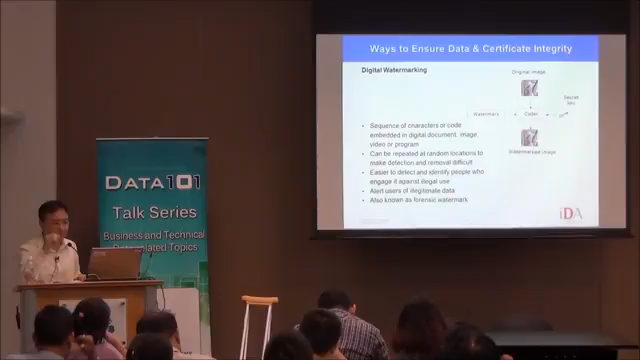 Ways to Ensure Data & Certificate Integrity
Digital Watermarking
Original image
Secret
key
Watermark
Coder
Watermarked image
• Sequence of characters or code
embedded in digital document, image,
video or program
• Can be repeated at random locations to
make detection and removal difficult
• Easier to detect and identify people who
engage it against illegal use
• Alert users of illegitimate data
• Also known as forensic watermark
iDA
DATA101
Talk Series
Business and Technical
Data-related Topics